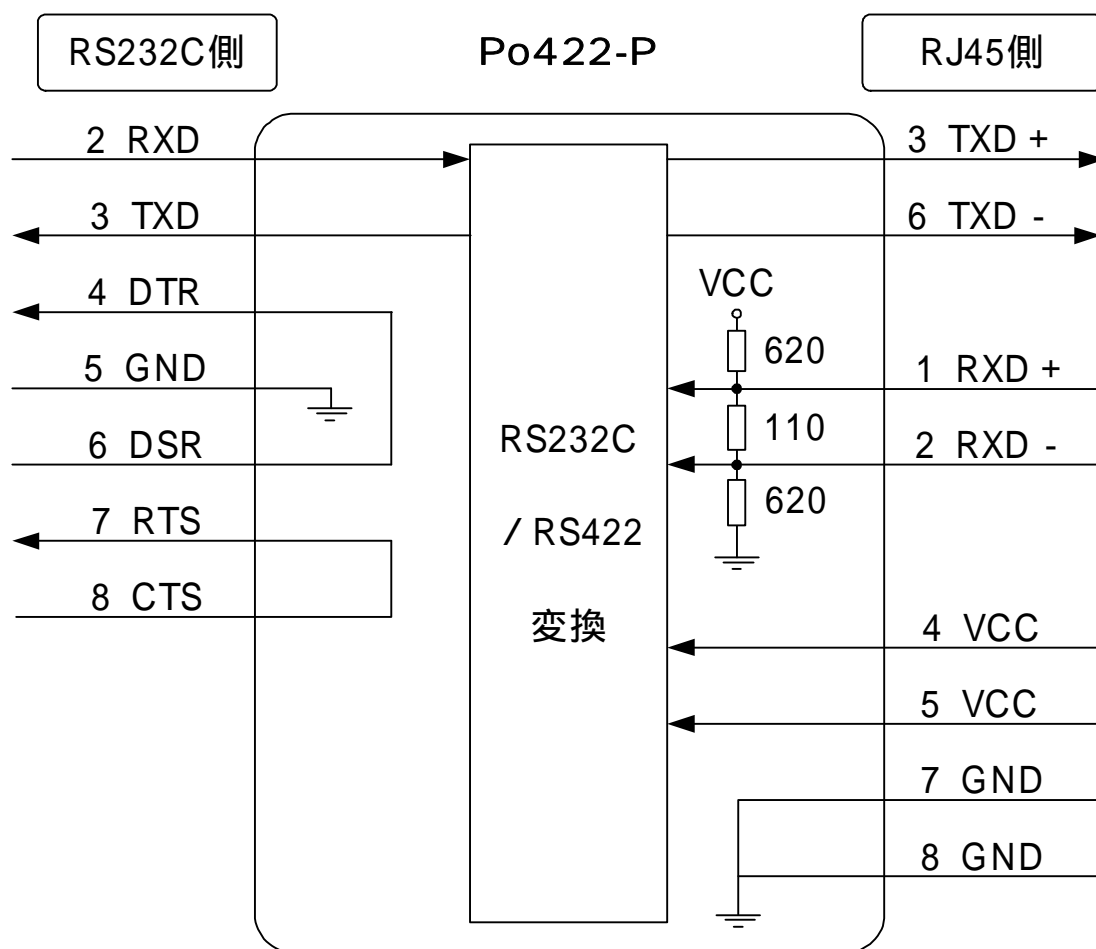 RS232C側
Po422-P
RJ45側
2 RXD
3 TXD
4 DTR
5 GND
6 DSR
7 RTS
8 CTS
RS232C
/ RS422
変換
VCC
620
110
620
3 TXD +
6 TXD -
1 RXD +
2 RXD -
4 VCC
5 VCC
7 GND
8 GND